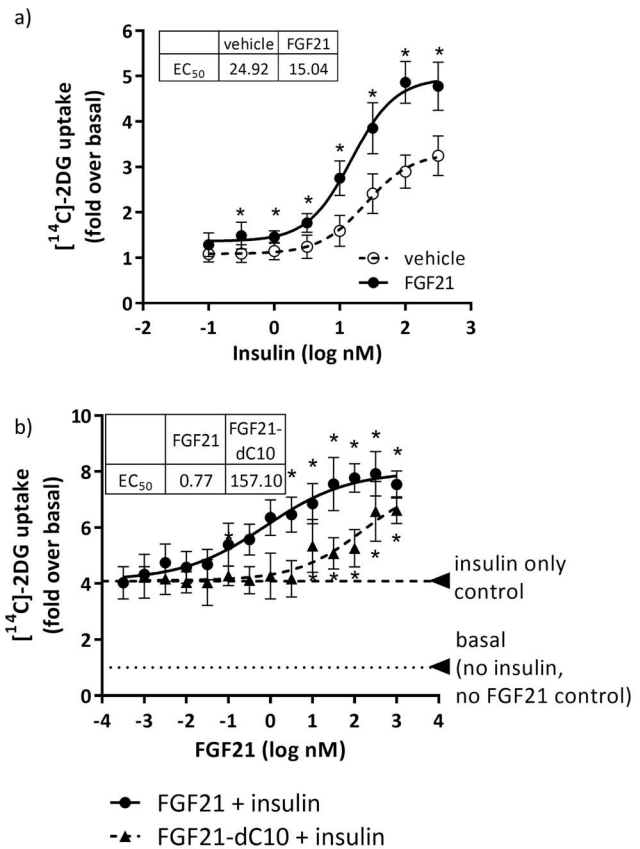 a)
vehicle FGF21
EC50 24.92 15.04
[14C]-2DG uptake
(fold over basal)
6
5
4
3
2
1
0
* * * * * * * *
vehicle
FGF21
-2 -1 0 1 2 3
Insulin (log nM)
b)
FGF21 FGF21-
dC10
EC50 0.77 157.10
[14C]-2DG uptake
(fold over basal)
10
8
6
4
2
0
insulin only
control
basal
(no insulin,
no FGF21 control)
-4 -3 -2 -1 0 1 2 3 4
FGF21 (log nM)
FGF21 + insulin
FGF21-dC10 + insulin